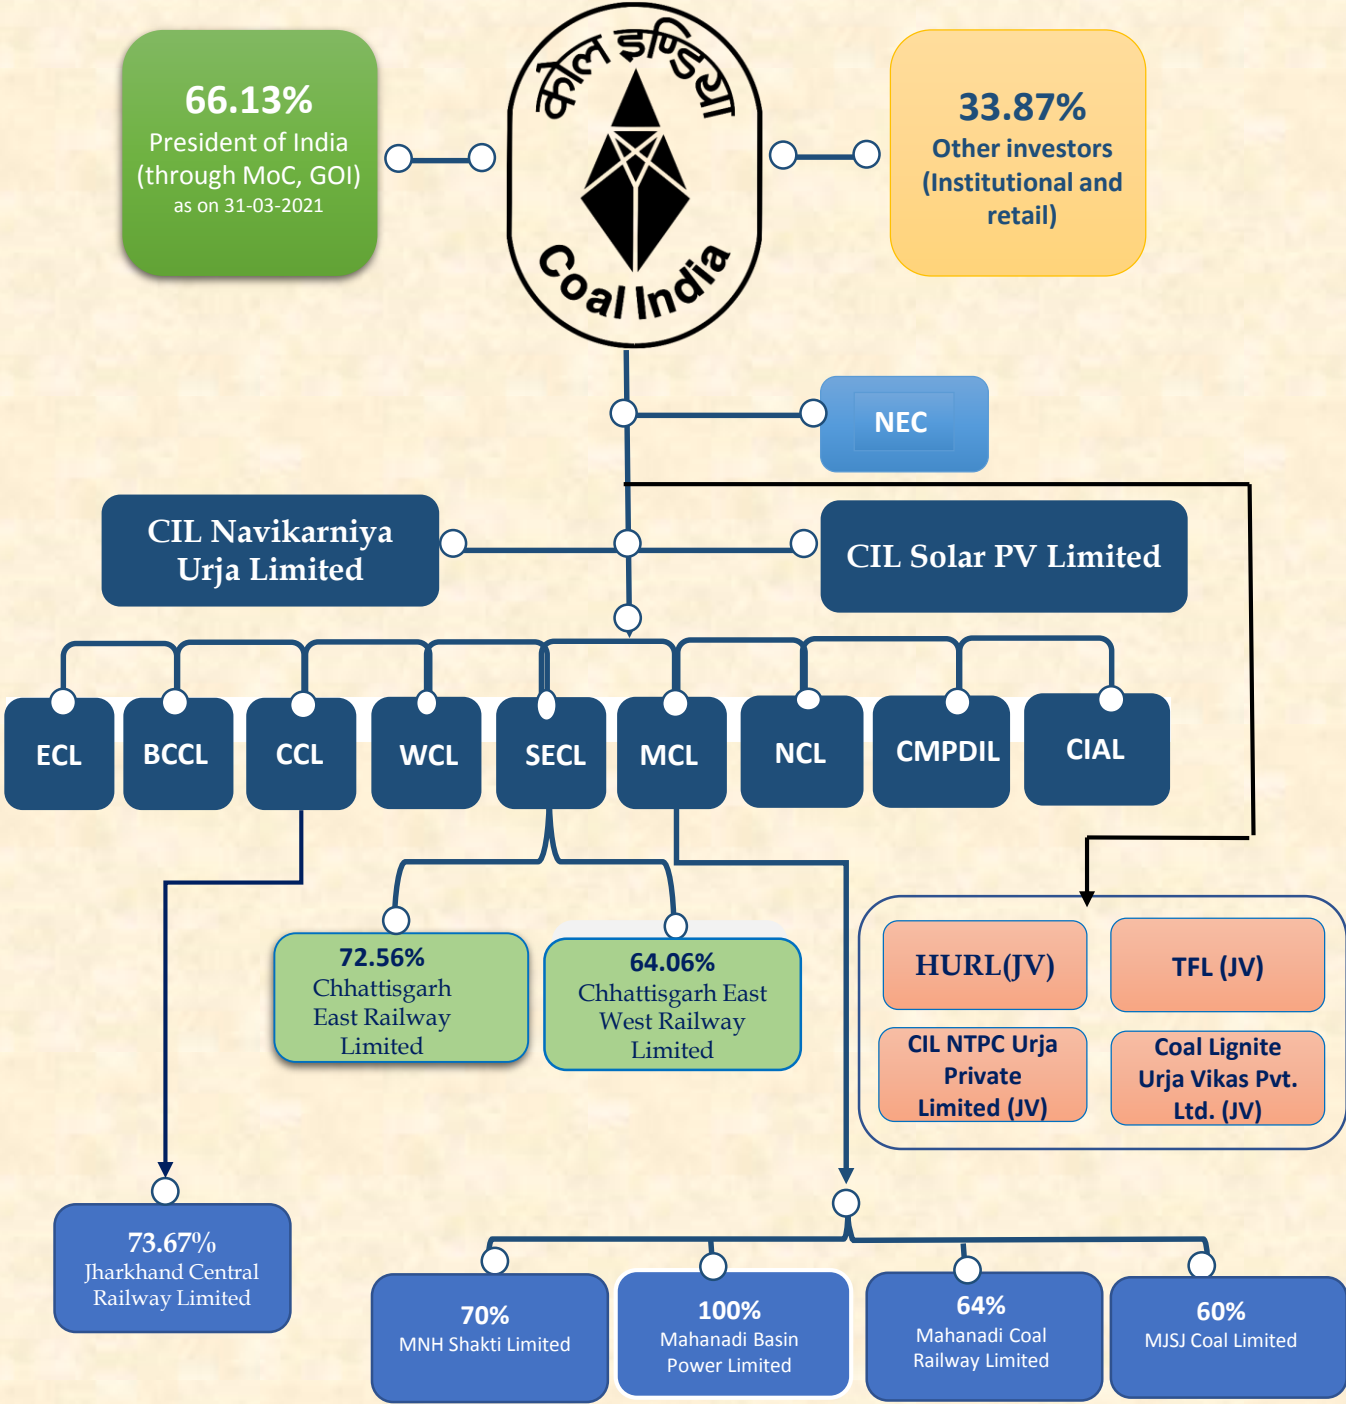 66.13%
President of India
(through MoC, GOI)
as on 31-03-2021
कोल इण्डिया
Coal India
33.87%
Other investors
(Institutional and
retail)
NEC
CIL Navikarniya
Urja Limited
CIL Solar PV Limited
ECL
BCCL
CCL
WCL
SECL
MCL
NCL
CMPDIL
CIAL
72.56%
Chhattisgarh
East Railway
Limited
64.06%
Chhattisgarh East
West Railway
Limited
HURL(JV)
TFL (JV)
CIL NTPC Urja
Private
Limited (JV)
Coal Lignite
Urja Vikas Pvt.
Ltd. (JV)
73.67%
Jharkhand Central
Railway Limited
70%
MNH Shakti Limited
100%
Mahanadi Basin
Power Limited
64%
Mahanadi Coal
Railway Limited
60%
MJSJ Coal Limited